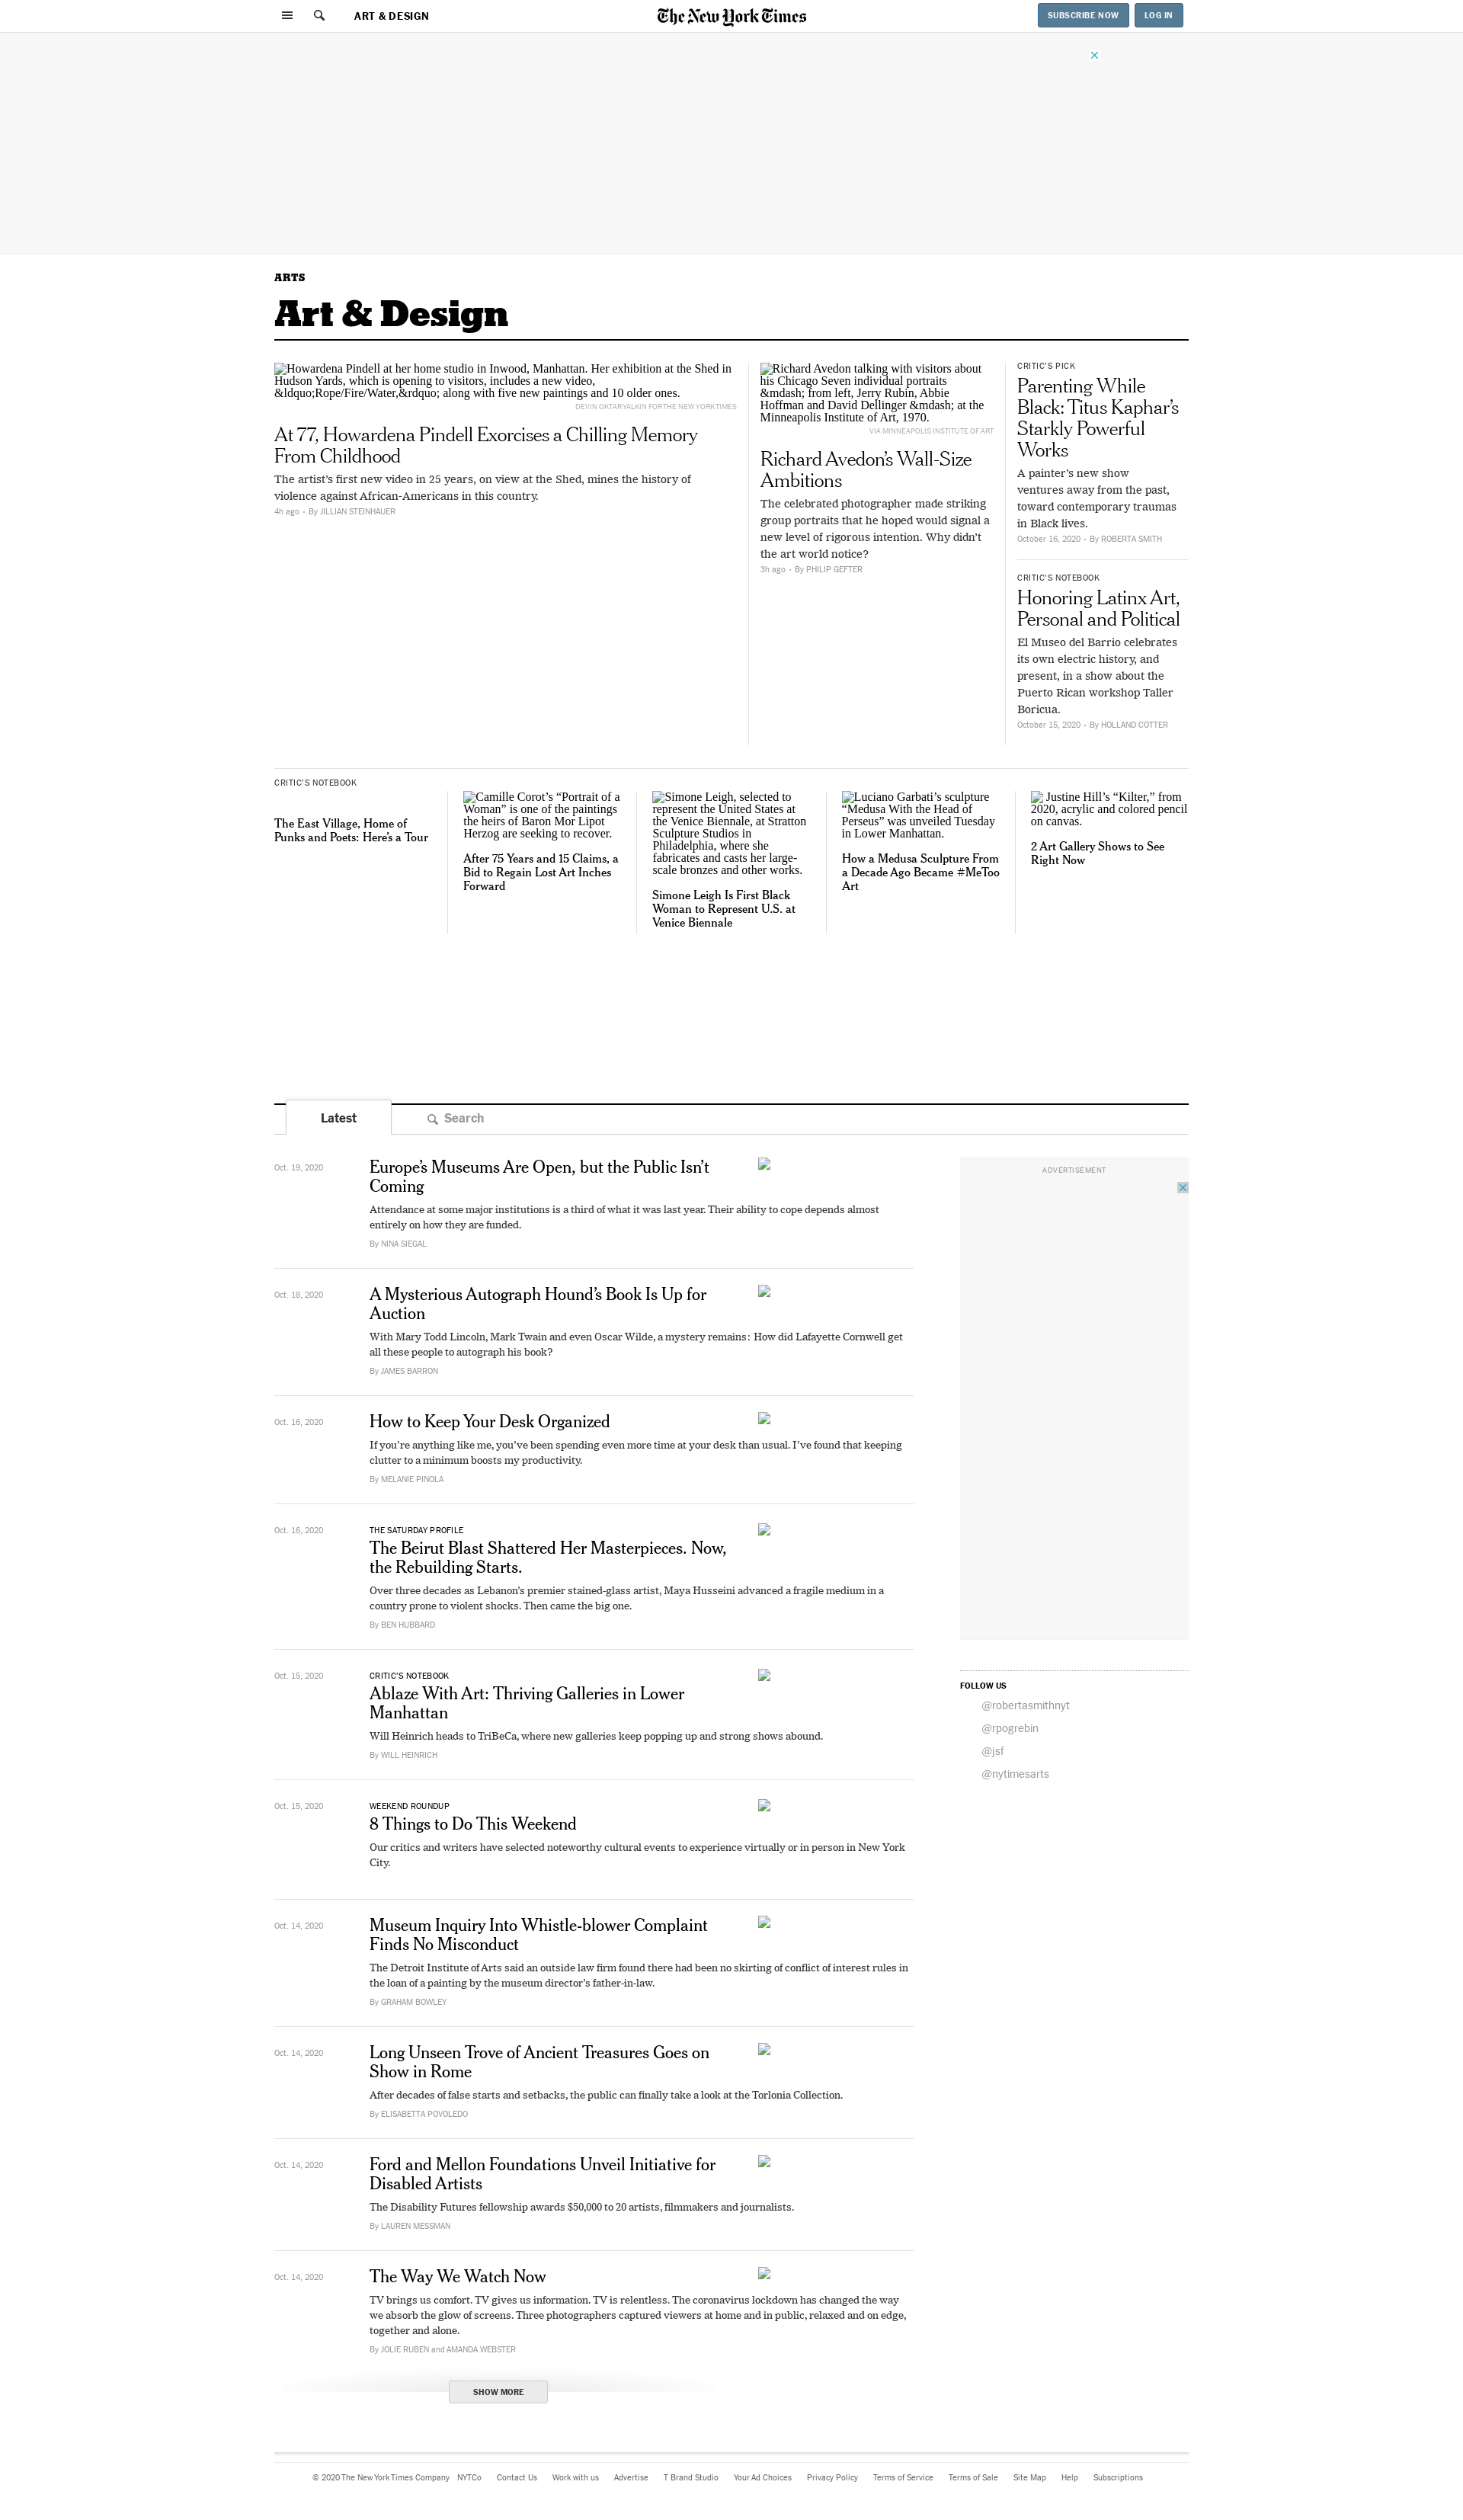 ART & DESIGN
The New York Times
SUBSCRIBE NOW
LOG IN
ARTS
Art & Design
Howardena Pindell at her home studio in Inwood, Manhattan. Her exhibition at the Shed in
Hudson Yards, which is opening to visitors, includes a new video,
&ldquo;Rope/Fire/Water,&rdquo; along with five new paintings and 10 older ones.
DEVIN OKTAR YALKIN FOR THE NEW YORK TIMES
At 77, Howardena Pindell Exorcises a Chilling Memory
From Childhood
The artist’s first new video in 25 years, on view at the Shed, mines the history of
violence against African-Americans in this country.
4h ago • By JILLIAN STEINHAUER
Richard Avedon talking with visitors about
his Chicago Seven individual portraits
&mdash; from left, Jerry Rubin, Abbie
Hoffman and David Dellinger &mdash; at the
Minneapolis Institute of Art, 1970.
VIA MINNEAPOLIS INSTITUTE OF ART
Richard Avedon’s Wall-Size
Ambitions
The celebrated photographer made striking
group portraits that he hoped would signal a
new level of rigorous intention. Why didn’t
the art world notice?
3h ago • By PHILIP GEFTER
CRITIC’S PICK
Parenting While
Black: Titus Kaphar’s
Starkly Powerful
Works
A painter’s new show
ventures away from the past,
toward contemporary traumas
in Black lives.
October 16, 2020 • By ROBERTA SMITH
CRITIC’S NOTEBOOK
Honoring Latinx Art,
Personal and Political
El Museo del Barrio celebrates
its own electric history, and
present, in a show about the
Puerto Rican workshop Taller
Boricua.
October 15, 2020 • By HOLLAND COTTER
CRITIC’S NOTEBOOK
The East Village, Home of
Punks and Poets: Here’s a Tour
Camille Corot’s “Portrait of a
Woman” is one of the paintings
the heirs of Baron Mor Lipot
Herzog are seeking to recover.
After 75 Years and 15 Claims, a
Bid to Regain Lost Art Inches
Forward
Simone Leigh, selected to
represent the United States at
the Venice Biennale, at Stratton
Sculpture Studios in
Philadelphia, where she
fabricates and casts her large-
scale bronzes and other works.
Simone Leigh Is First Black
Woman to Represent U.S. at
Venice Biennale
Luciano Garbati’s sculpture
“Medusa With the Head of
Perseus” was unveiled Tuesday
in Lower Manhattan.
How a Medusa Sculpture From
a Decade Ago Became #MeToo
Art
Justine Hill’s “Kilter,” from
2020, acrylic and colored pencil
on canvas.
2 Art Gallery Shows to See
Right Now
Latest
Search
Oct. 19, 2020
Europe’s Museums Are Open, but the Public Isn’t
Coming
Attendance at some major institutions is a third of what it was last year. Their ability to cope depends almost
entirely on how they are funded.
By NINA SIEGAL
ADVERTISEMENT
Oct. 18, 2020
A Mysterious Autograph Hound’s Book Is Up for
Auction
With Mary Todd Lincoln, Mark Twain and even Oscar Wilde, a mystery remains: How did Lafayette Cornwell get
all these people to autograph his book?
By JAMES BARRON
Oct. 16, 2020
How to Keep Your Desk Organized
If you’re anything like me, you’ve been spending even more time at your desk than usual. I’ve found that keeping
clutter to a minimum boosts my productivity.
By MELANIE PINOLA
Oct. 16, 2020
THE SATURDAY PROFILE
The Beirut Blast Shattered Her Masterpieces. Now,
the Rebuilding Starts.
Over three decades as Lebanon’s premier stained-glass artist, Maya Husseini advanced a fragile medium in a
country prone to violent shocks. Then came the big one.
By BEN HUBBARD
Oct. 15, 2020
CRITIC’S NOTEBOOK
Ablaze With Art: Thriving Galleries in Lower
Manhattan
Will Heinrich heads to TriBeCa, where new galleries keep popping up and strong shows abound.
By WILL HEINRICH
FOLLOW US
@robertasmithnyt
@rpogrebin
@jsf
@nytimesarts
Oct. 15, 2020
WEEKEND ROUNDUP
8 Things to Do This Weekend
Our critics and writers have selected noteworthy cultural events to experience virtually or in person in New York
City.
Oct. 14, 2020
Museum Inquiry Into Whistle-blower Complaint
Finds No Misconduct
The Detroit Institute of Arts said an outside law firm found there had been no skirting of conflict of interest rules in
the loan of a painting by the museum director’s father-in-law.
By GRAHAM BOWLEY
Oct. 14, 2020
Long Unseen Trove of Ancient Treasures Goes on
Show in Rome
After decades of false starts and setbacks, the public can finally take a look at the Torlonia Collection.
By ELISABETTA POVOLEDO
Oct. 14, 2020
Ford and Mellon Foundations Unveil Initiative for
Disabled Artists
The Disability Futures fellowship awards $50,000 to 20 artists, filmmakers and journalists.
By LAUREN MESSMAN
Oct. 14, 2020
The Way We Watch Now
TV brings us comfort. TV gives us information. TV is relentless. The coronavirus lockdown has changed the way
we absorb the glow of screens. Three photographers captured viewers at home and in public, relaxed and on edge,
together and alone.
By JOLIE RUBEN and AMANDA WEBSTER
SHOW MORE
© 2020 The New York Times Company NYTCo Contact Us Work with us Advertise T Brand Studio Your Ad Choices Privacy Policy Terms of Service Terms of Sale Site Map Help Subscriptions